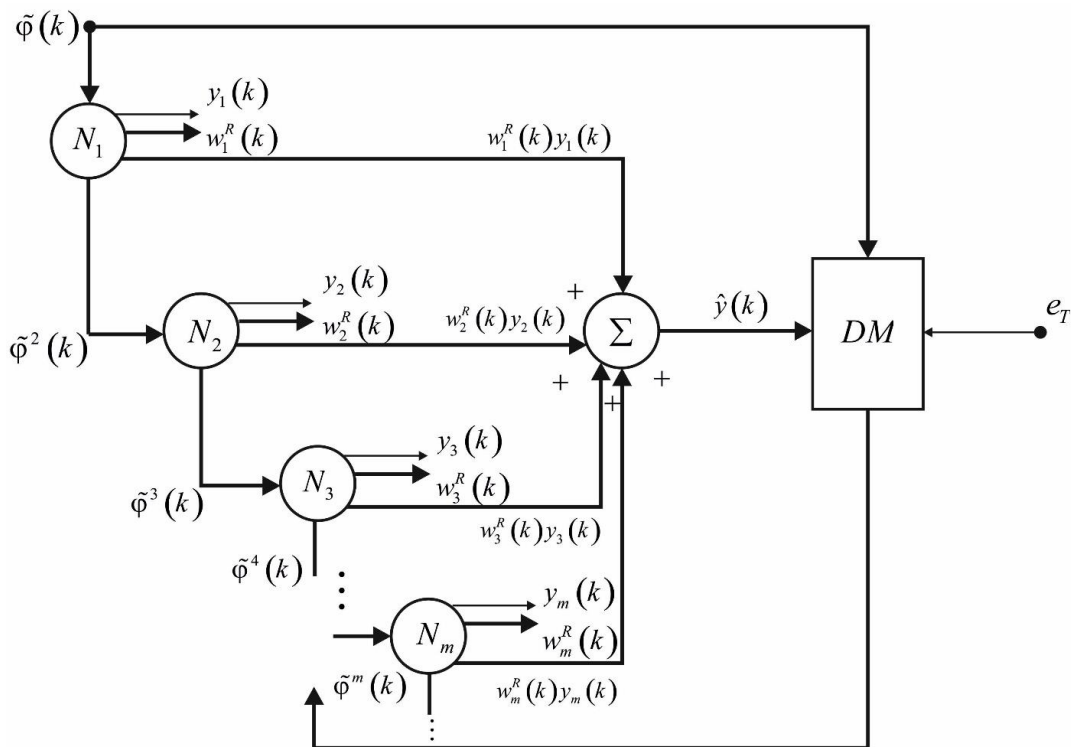 φ̃(k)
N₁
y₁(k)
w₁ᴿ(k)
w₁ᴿ(k)y₁(k)
φ̃²(k)
N₂
y₂(k)
w₂ᴿ(k)
w₂ᴿ(k)y₂(k)
+
Σ
ŷ(k)
DM
e_T
+
+
+
φ̃³(k)
N₃
y₃(k)
w₃ᴿ(k)
w₃ᴿ(k)y₃(k)
φ̃⁴(k)
⋮
N_m
y_m(k)
w_mᴿ(k)
w_mᴿ(k)y_m(k)
φ̃ᵐ(k)
⋮